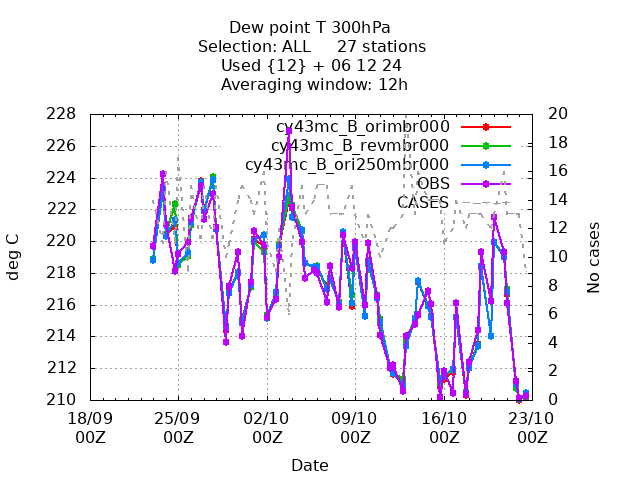 Dew point T 300hPa
Selection: ALL     27 stations
Used {12} + 06 12 24
Averaging window: 12h
228 20
226 18
224 16
222 14
220 12
218 10
216 8
214 6
212 4
210 2
0
cy43mc_B_orimbr000
cy43mc_B_revmbr000
cy43mc_B_ori250mbr000
OBS
CASES
deg C
No cases
18/09 25/09 02/10 09/10 16/10 23/10
00Z 00Z 00Z 00Z 00Z 00Z
Date